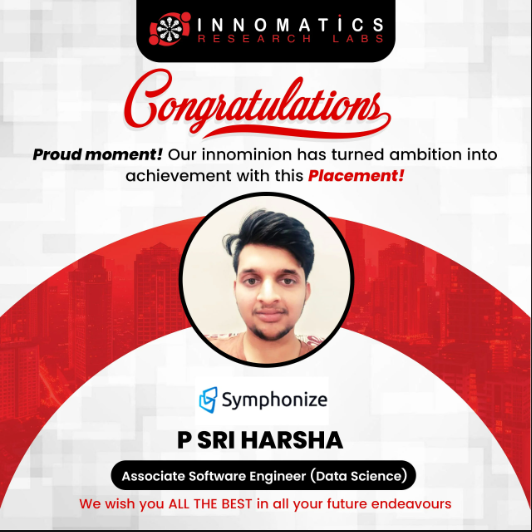 INNOMATICS
RESEARCH LABS
Congratulations
Proud moment! Our innominion has turned ambition into
achievement with this Placement!
Symphonize
P SRI HARSHA
Associate Software Engineer (Data Science)
We wish you ALL THE BEST in all your future endeavours